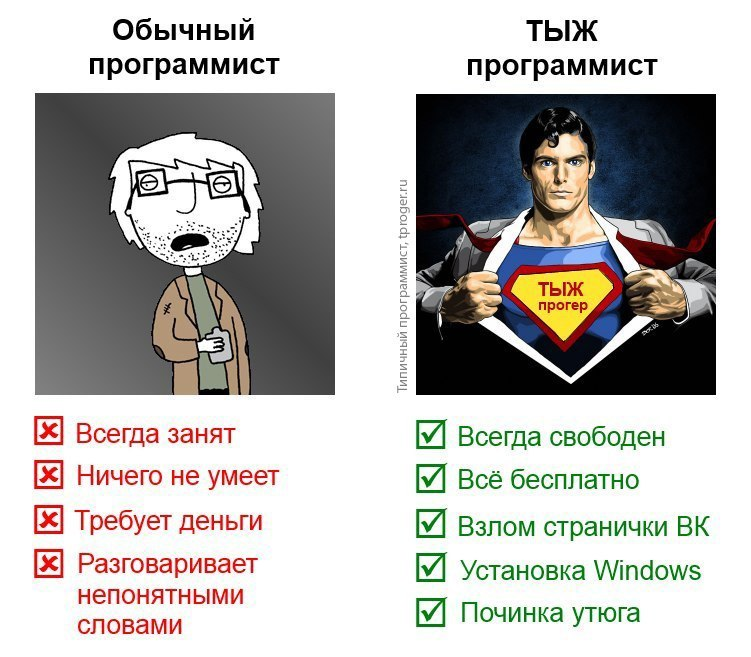 Обычный
программист
ТЫЖ
программист
Типичный программист, tproger.ru
ТЫЖ
прогер
Всегда занят
Ничего не умеет
Требует деньги
Разговаривает
непонятными
словами
Всегда свободен
Всё бесплатно
Взлом странички ВК
Установка Windows
Починка утюга